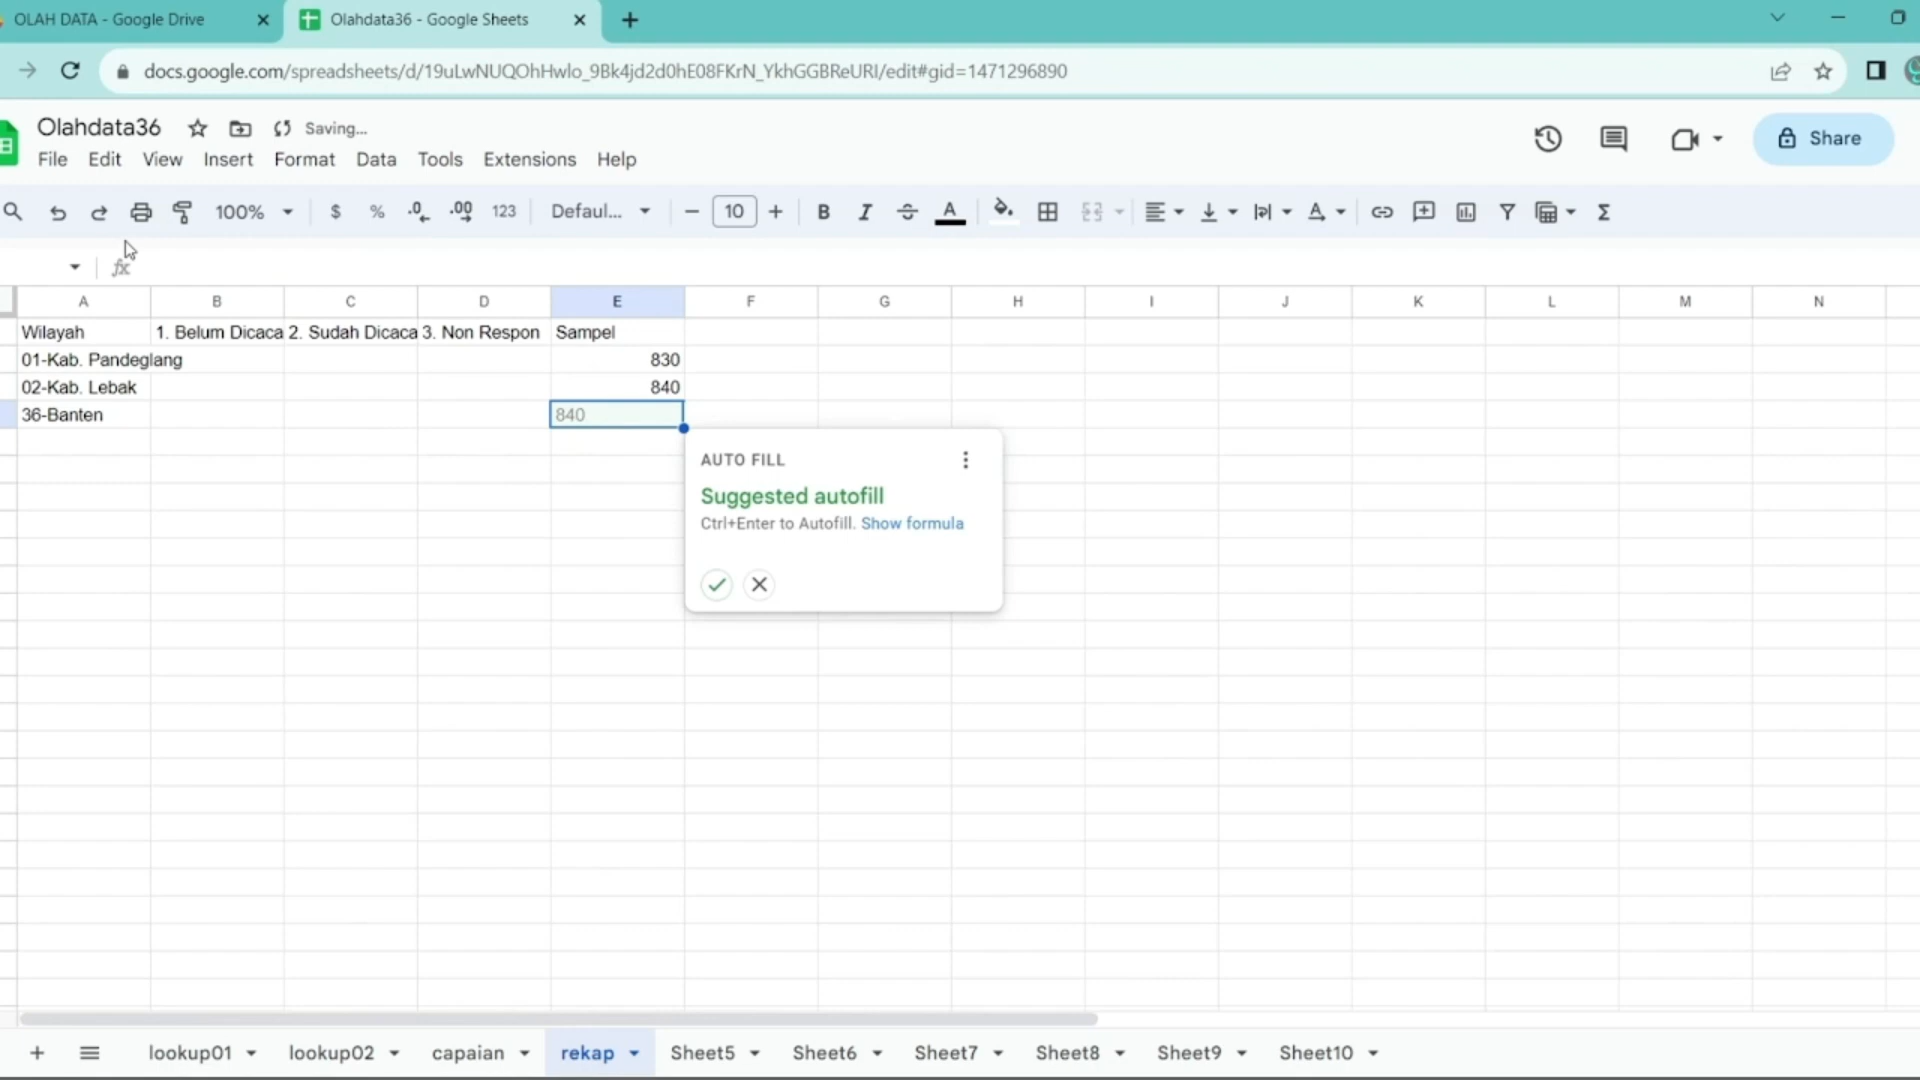 OLAH DATA - Google Drive
Olahdata36 - Google Sheets
docs.google.com/spreadsheets/d/19uLwNUQOhHwlo_9Bk4jd2d0hE08FKrN_YkhGGBReURI/edit#gid=1471296890
Olahdata36 Saving...
File Edit View Insert Format Data Tools Extensions Help
Share
100% $ % .0 .00 123 Defaul... 10 B I S A
fx
A B C D E F G H I J K L M N
Wilayah 1. Belum Dicaca 2. Sudah Dicaca 3. Non Respon Sampel
01-Kab. Pandeglang 830
02-Kab. Lebak 840
36-Banten 840
AUTO FILL
Suggested autofill
Ctrl+Enter to Autofill. Show formula
lookup01 lookup02 capaian rekap Sheet5 Sheet6 Sheet7 Sheet8 Sheet9 Sheet10